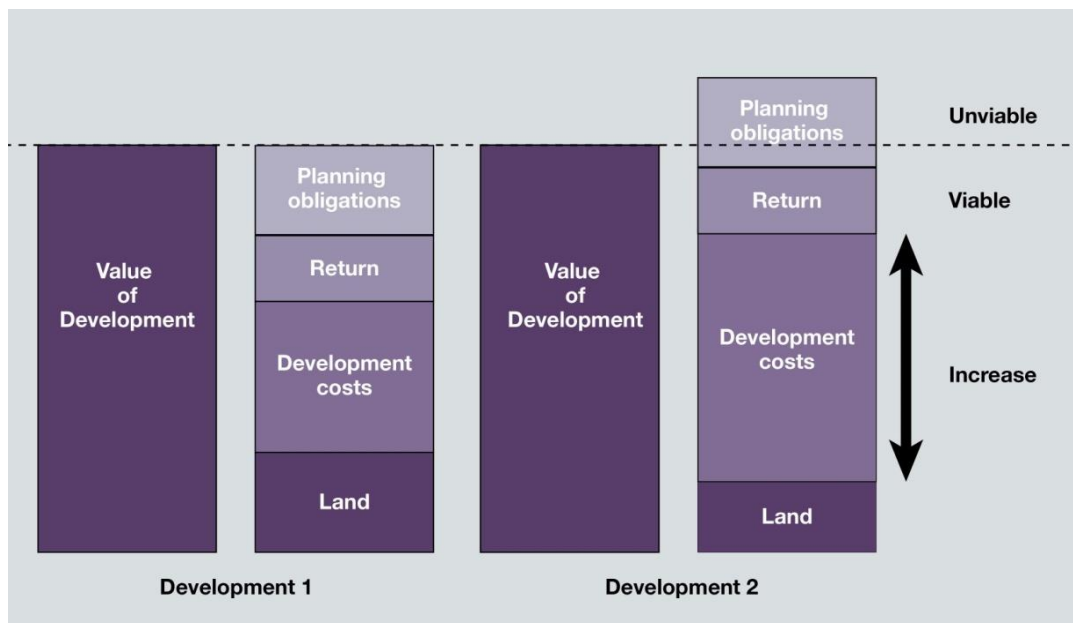 Value
of
Development
Planning
obligations
Return
Development
costs
Land
Development 1
Value
of
Development
Planning
obligations
Return
Development
costs
Land
Development 2
Unviable
Viable
Increase